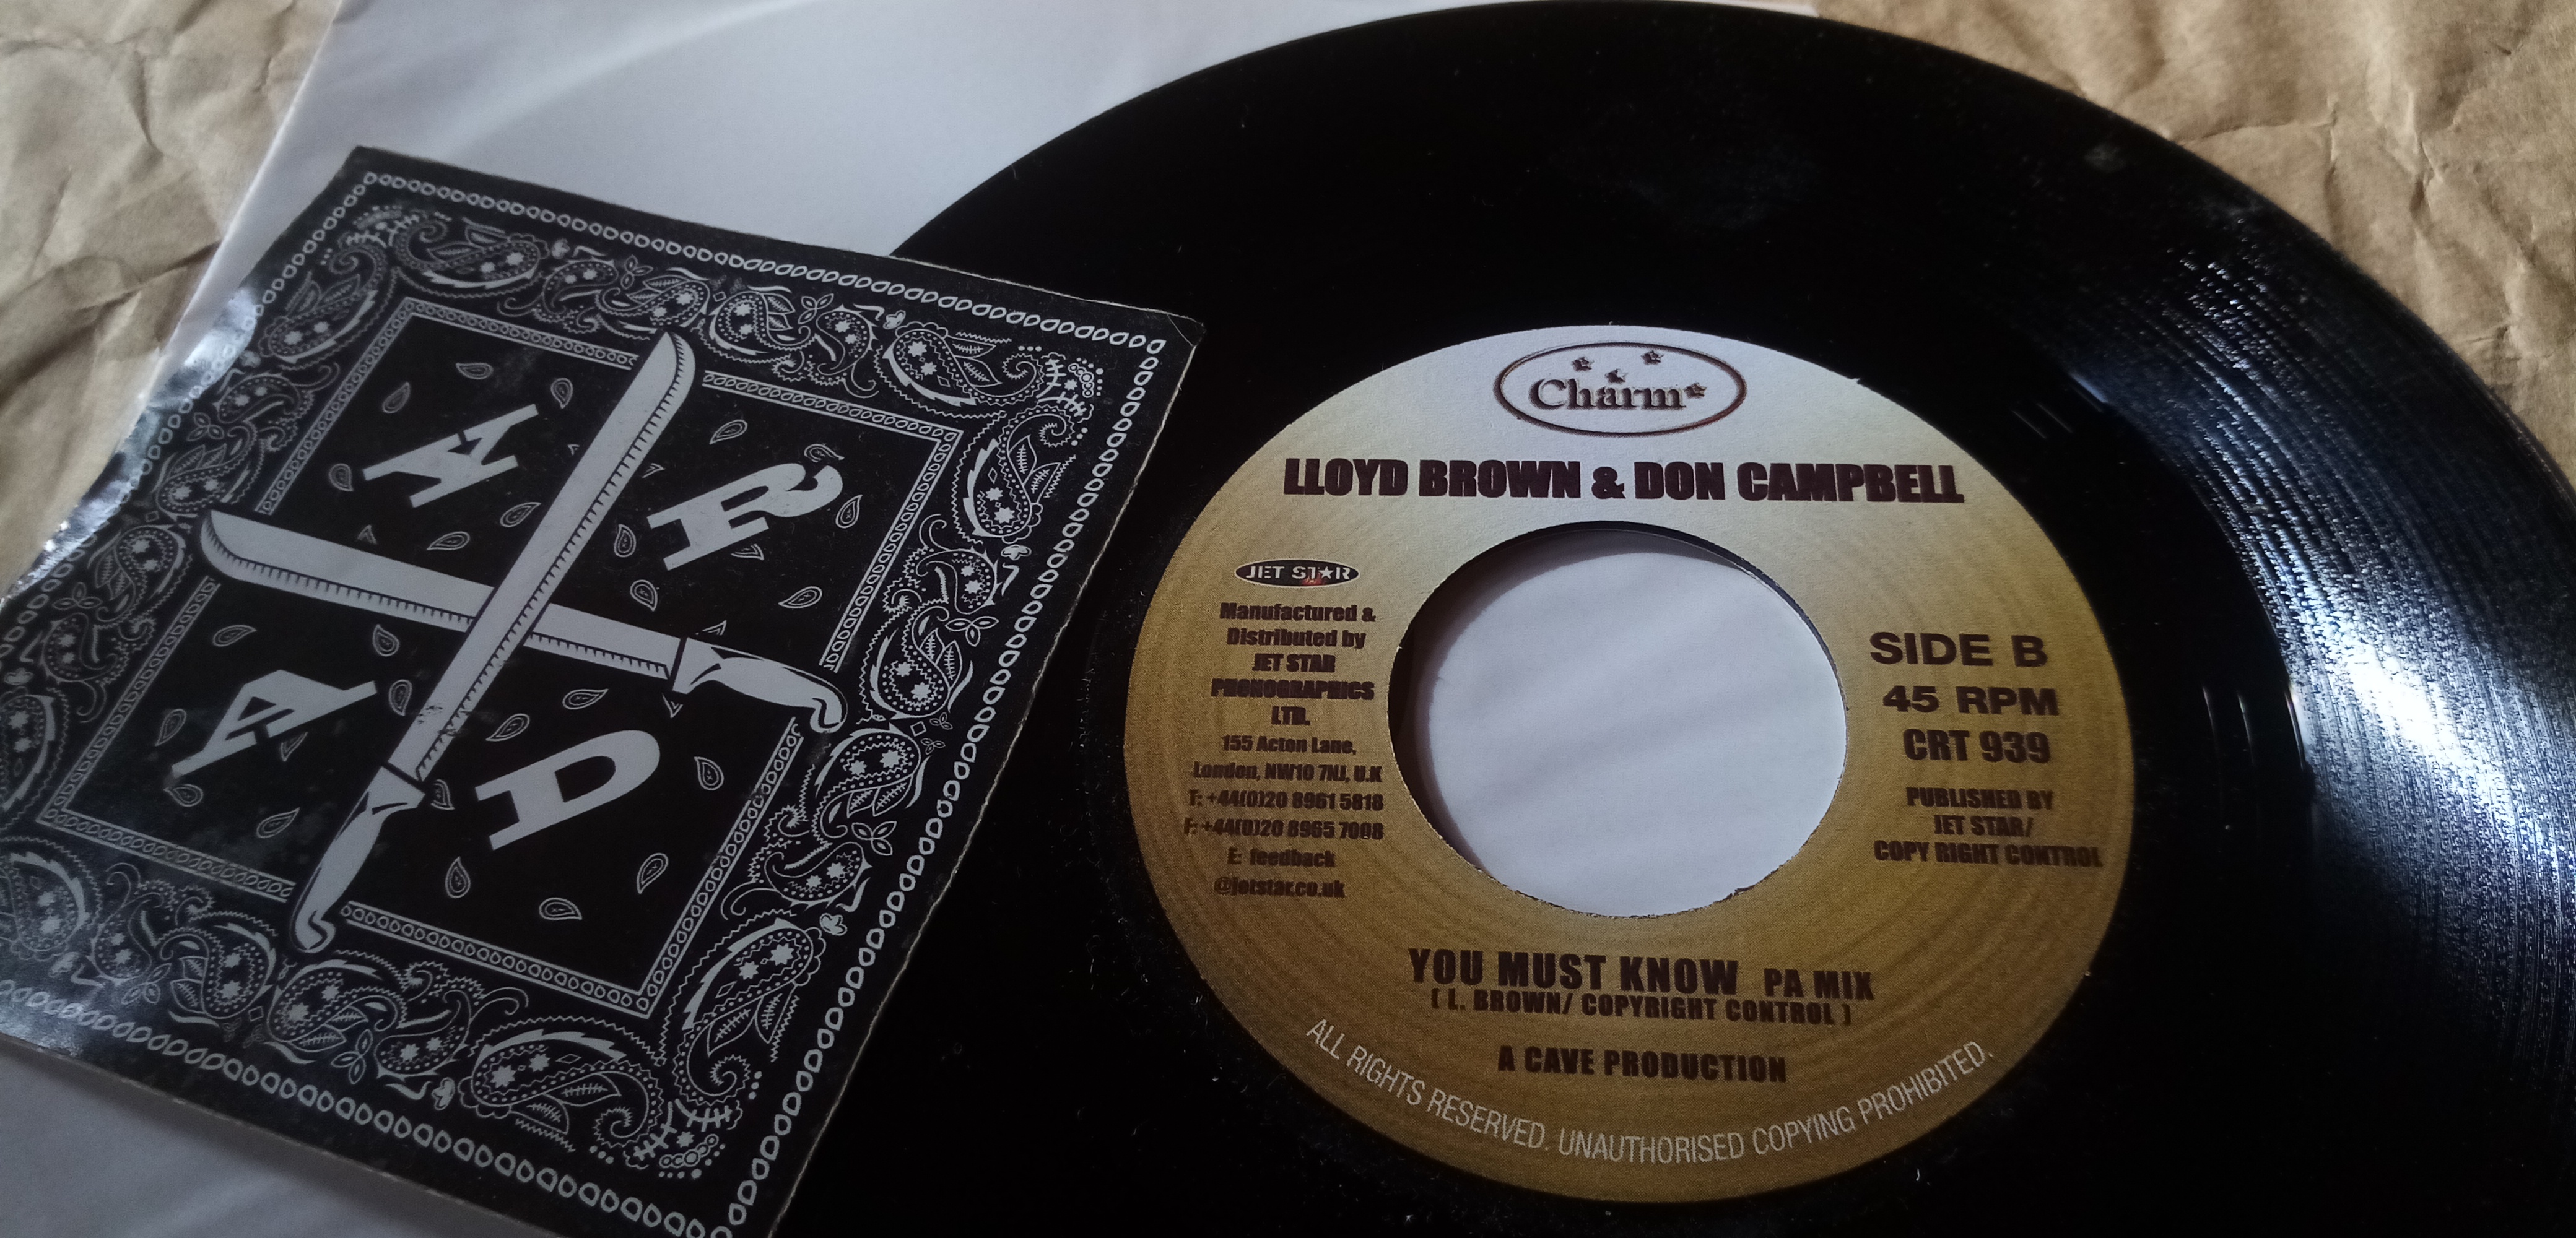 A R
A D
Charm
LLOYD BROWN & DON CAMPBELL
JET STAR
Manufactured &
Distributed by
JET STAR
PHONOGRAPHICS
LTD.
155 Acton Lane,
London, NW10 7NJ, U.K
T: +44(0)20 8961 5818
F: +44(0)20 8965 7008
E: feedback
@jetstar.co.uk
SIDE B
45 RPM
CRT 939
PUBLISHED BY
JET STAR/
COPY RIGHT CONTROL
YOU MUST KNOW PA MIX
( L. BROWN/ COPYRIGHT CONTROL )
A CAVE PRODUCTION
ALL RIGHTS RESERVED. UNAUTHORISED COPYING PROHIBITED.